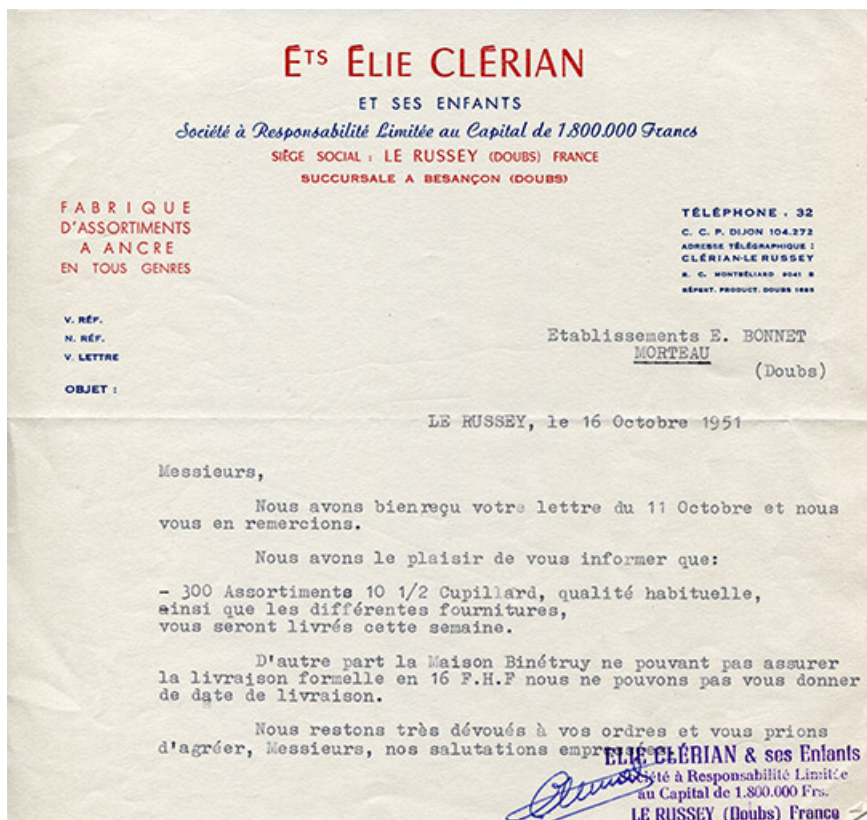 ÉTS ÉLIE CLÉRIAN
ET SES ENFANTS
Société à Responsabilité Limitée au Capital de 1.800.000 Francs
SIÈGE SOCIAL : LE RUSSEY (DOUBS) FRANCE
SUCCURSALE A BESANÇON (DOUBS)
FABRIQUE
D'ASSORTIMENTS
A ANCRE
EN TOUS GENRES
TÉLÉPHONE . 32
C. C. P. DIJON 104.272
ADRESSE TÉLÉGRAPHIQUE :
CLÉRIAN-LE RUSSEY
R. C. MONTBÉLIARD 9041 B
RÉPERT. PRODUCT. DOUBS
V. RÉF.
N. RÉF.
V. LETTRE
OBJET :
Etablissements E. BONNET
MORTEAU
(Doubs)
LE RUSSEY, le 16 Octobre 1951
Messieurs,
Nous avons bienreçu votre lettre du 11 Octobre et nous
vous en remercions.
Nous avons le plaisir de vous informer que:
- 300 Assortiments 10 1/2 Cupillard, qualité habituelle,
ainsi que les différentes fournitures,
vous seront livrés cette semaine.
D'autre part la Maison Binétruy ne pouvant pas assurer
la livraison formelle en 16 F.H.F nous ne pouvons pas vous donner
de date de livraison.
Nous restons très dévoués à vos ordres et vous prions
d'agréer, Messieurs, nos salutations empressées.
ELIE CLÉRIAN & ses Enfants
Société à Responsabilité Limitée
au Capital de 1.800.000 Frs.
LE RUSSEY (Doubs) France